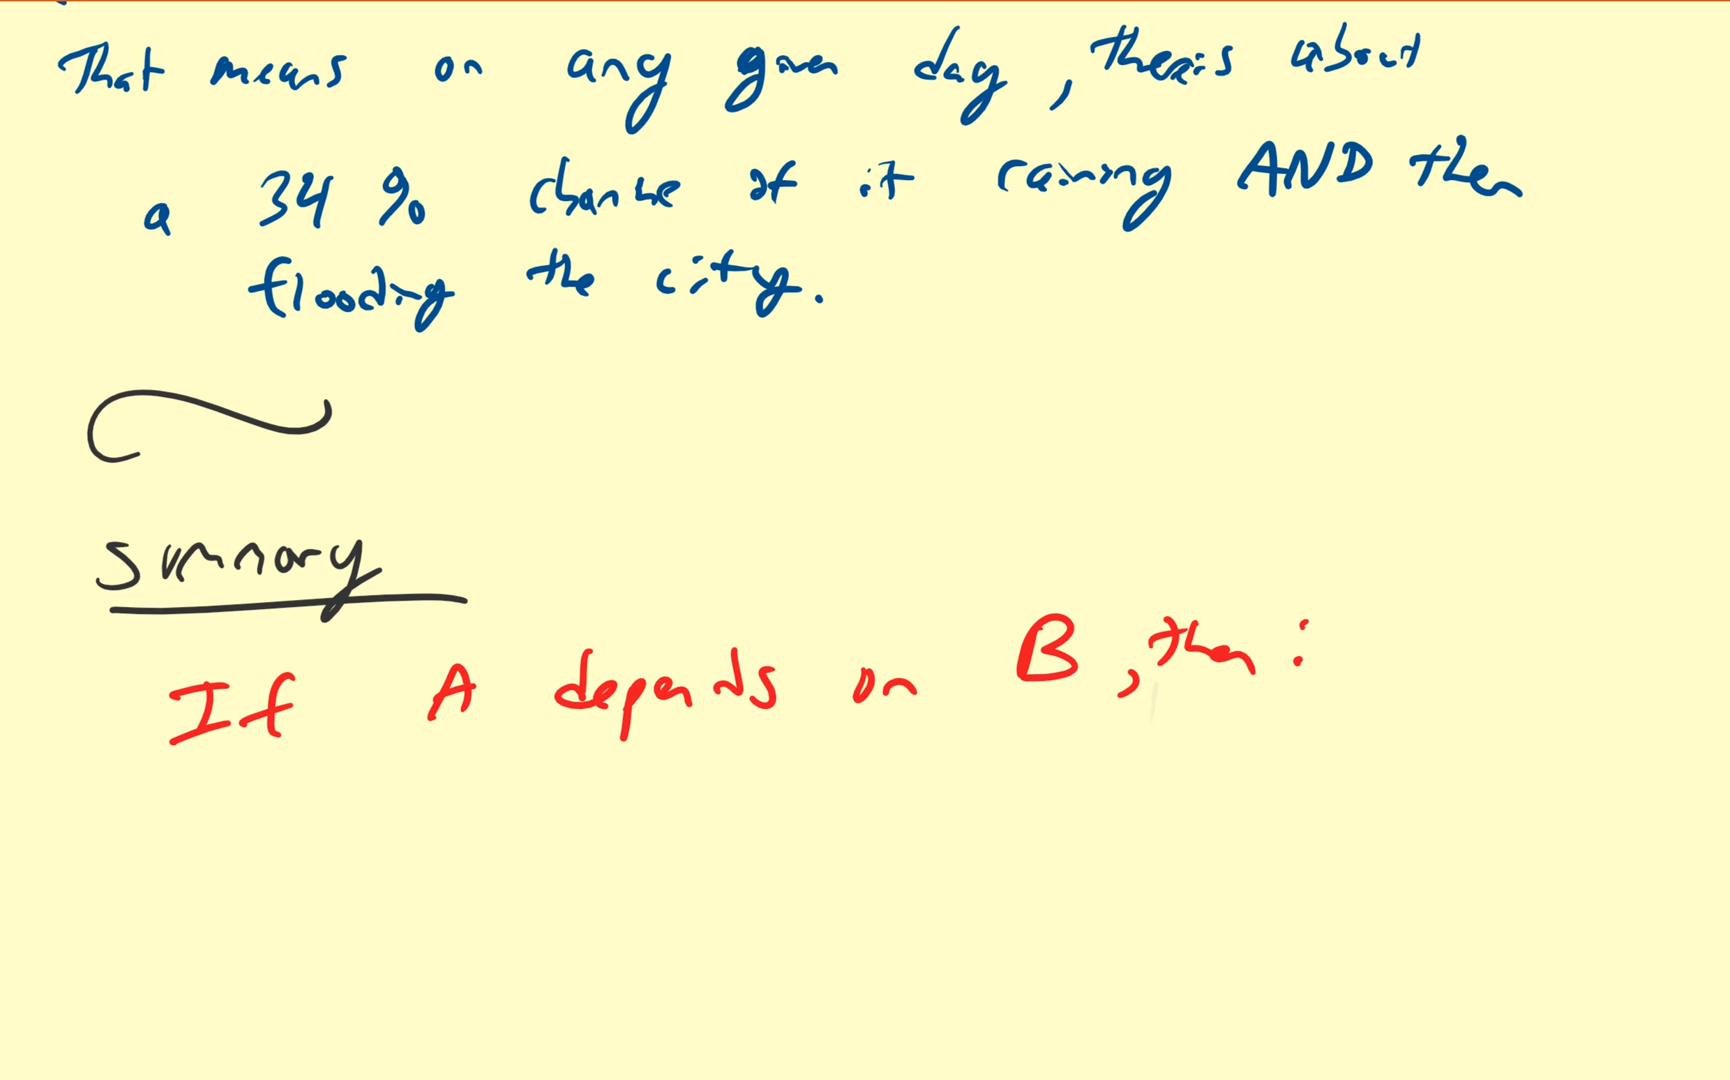 That means on any given day, there is about
a 34% chance of it raining AND then
flooding the city.
Summary
If A depends on B, then: